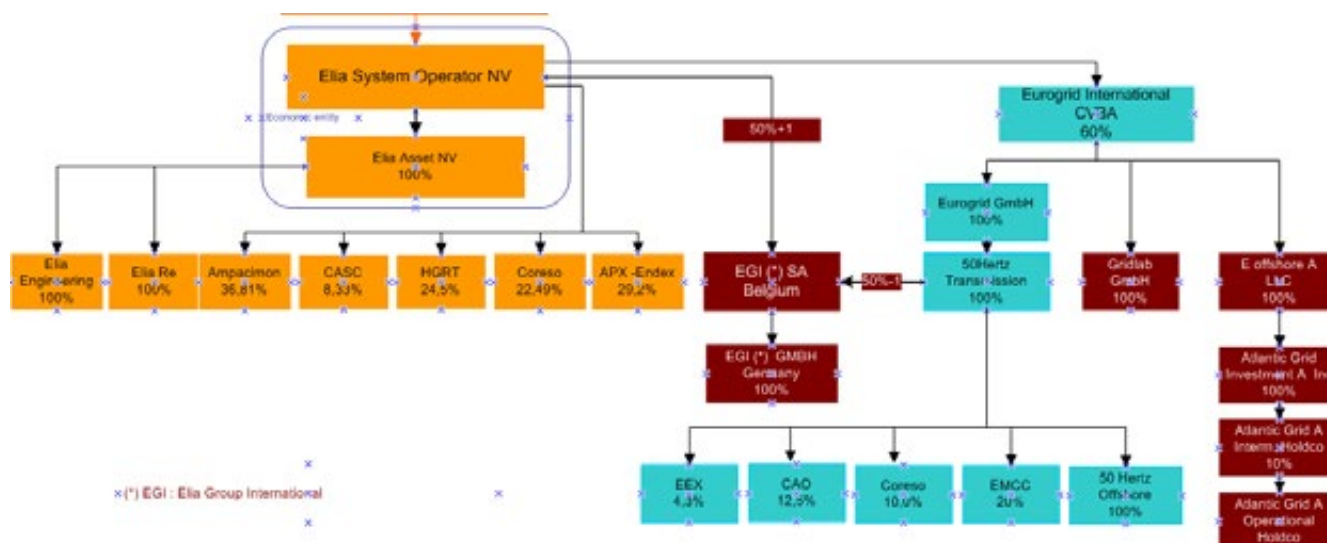 Elia System Operator NV
Economic entity
Elia Asset NV
100%
50%+1
Eurogrid International
CVBA
60%
Eurogrid GmbH
100%
Elia
Engineering
100%
Elia Re
100%
Ampacimon
36,81%
CASC
8,33%
HGRT
24,5%
Coreso
22,49%
APX -Endex
29,2%
EGI (*) SA
Belgium
50%-1
50Hertz
Transmission
100%
Gridlab
GmbH
100%
E offshore A
LLC
100%
EGI (*) GMBH
Germany
100%
Atlantic Grid
Investment A Inc
100%
Atlantic Grid A
Interm. Holdco
10%
Atlantic Grid A
Operational
Holdco
EEX
4,3%
CAO
12,5%
Coreso
10,0%
EMCC
20%
50 Hertz
Offshore
100%
(*) EGI : Elia Group International